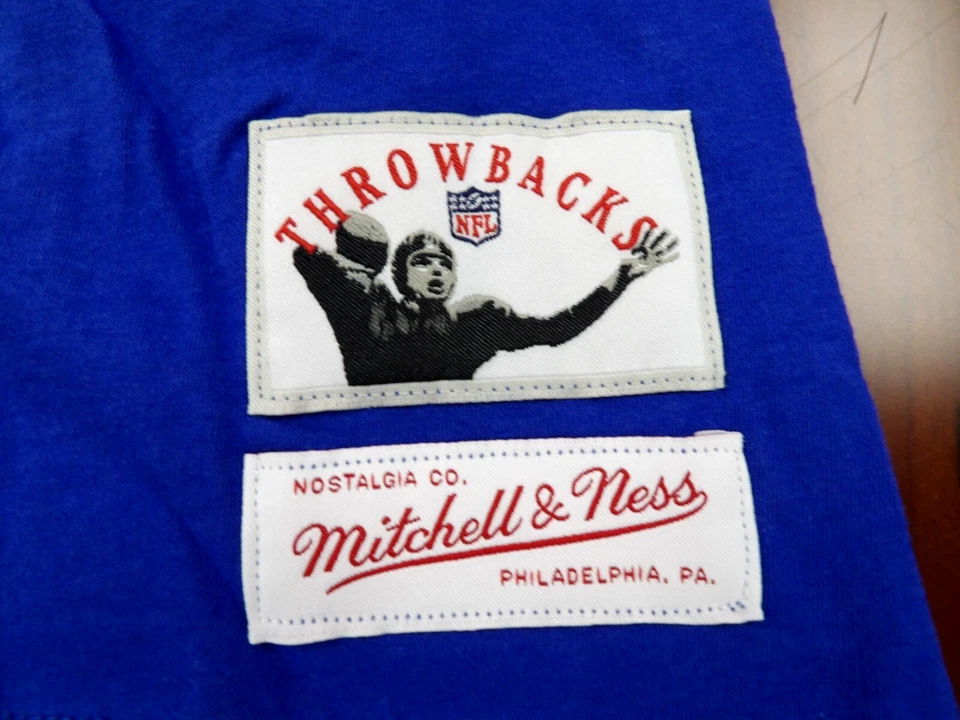 THROWBACKS
NFL
NOSTALGIA CO.
Mitchell & Ness
PHILADELPHIA, PA.